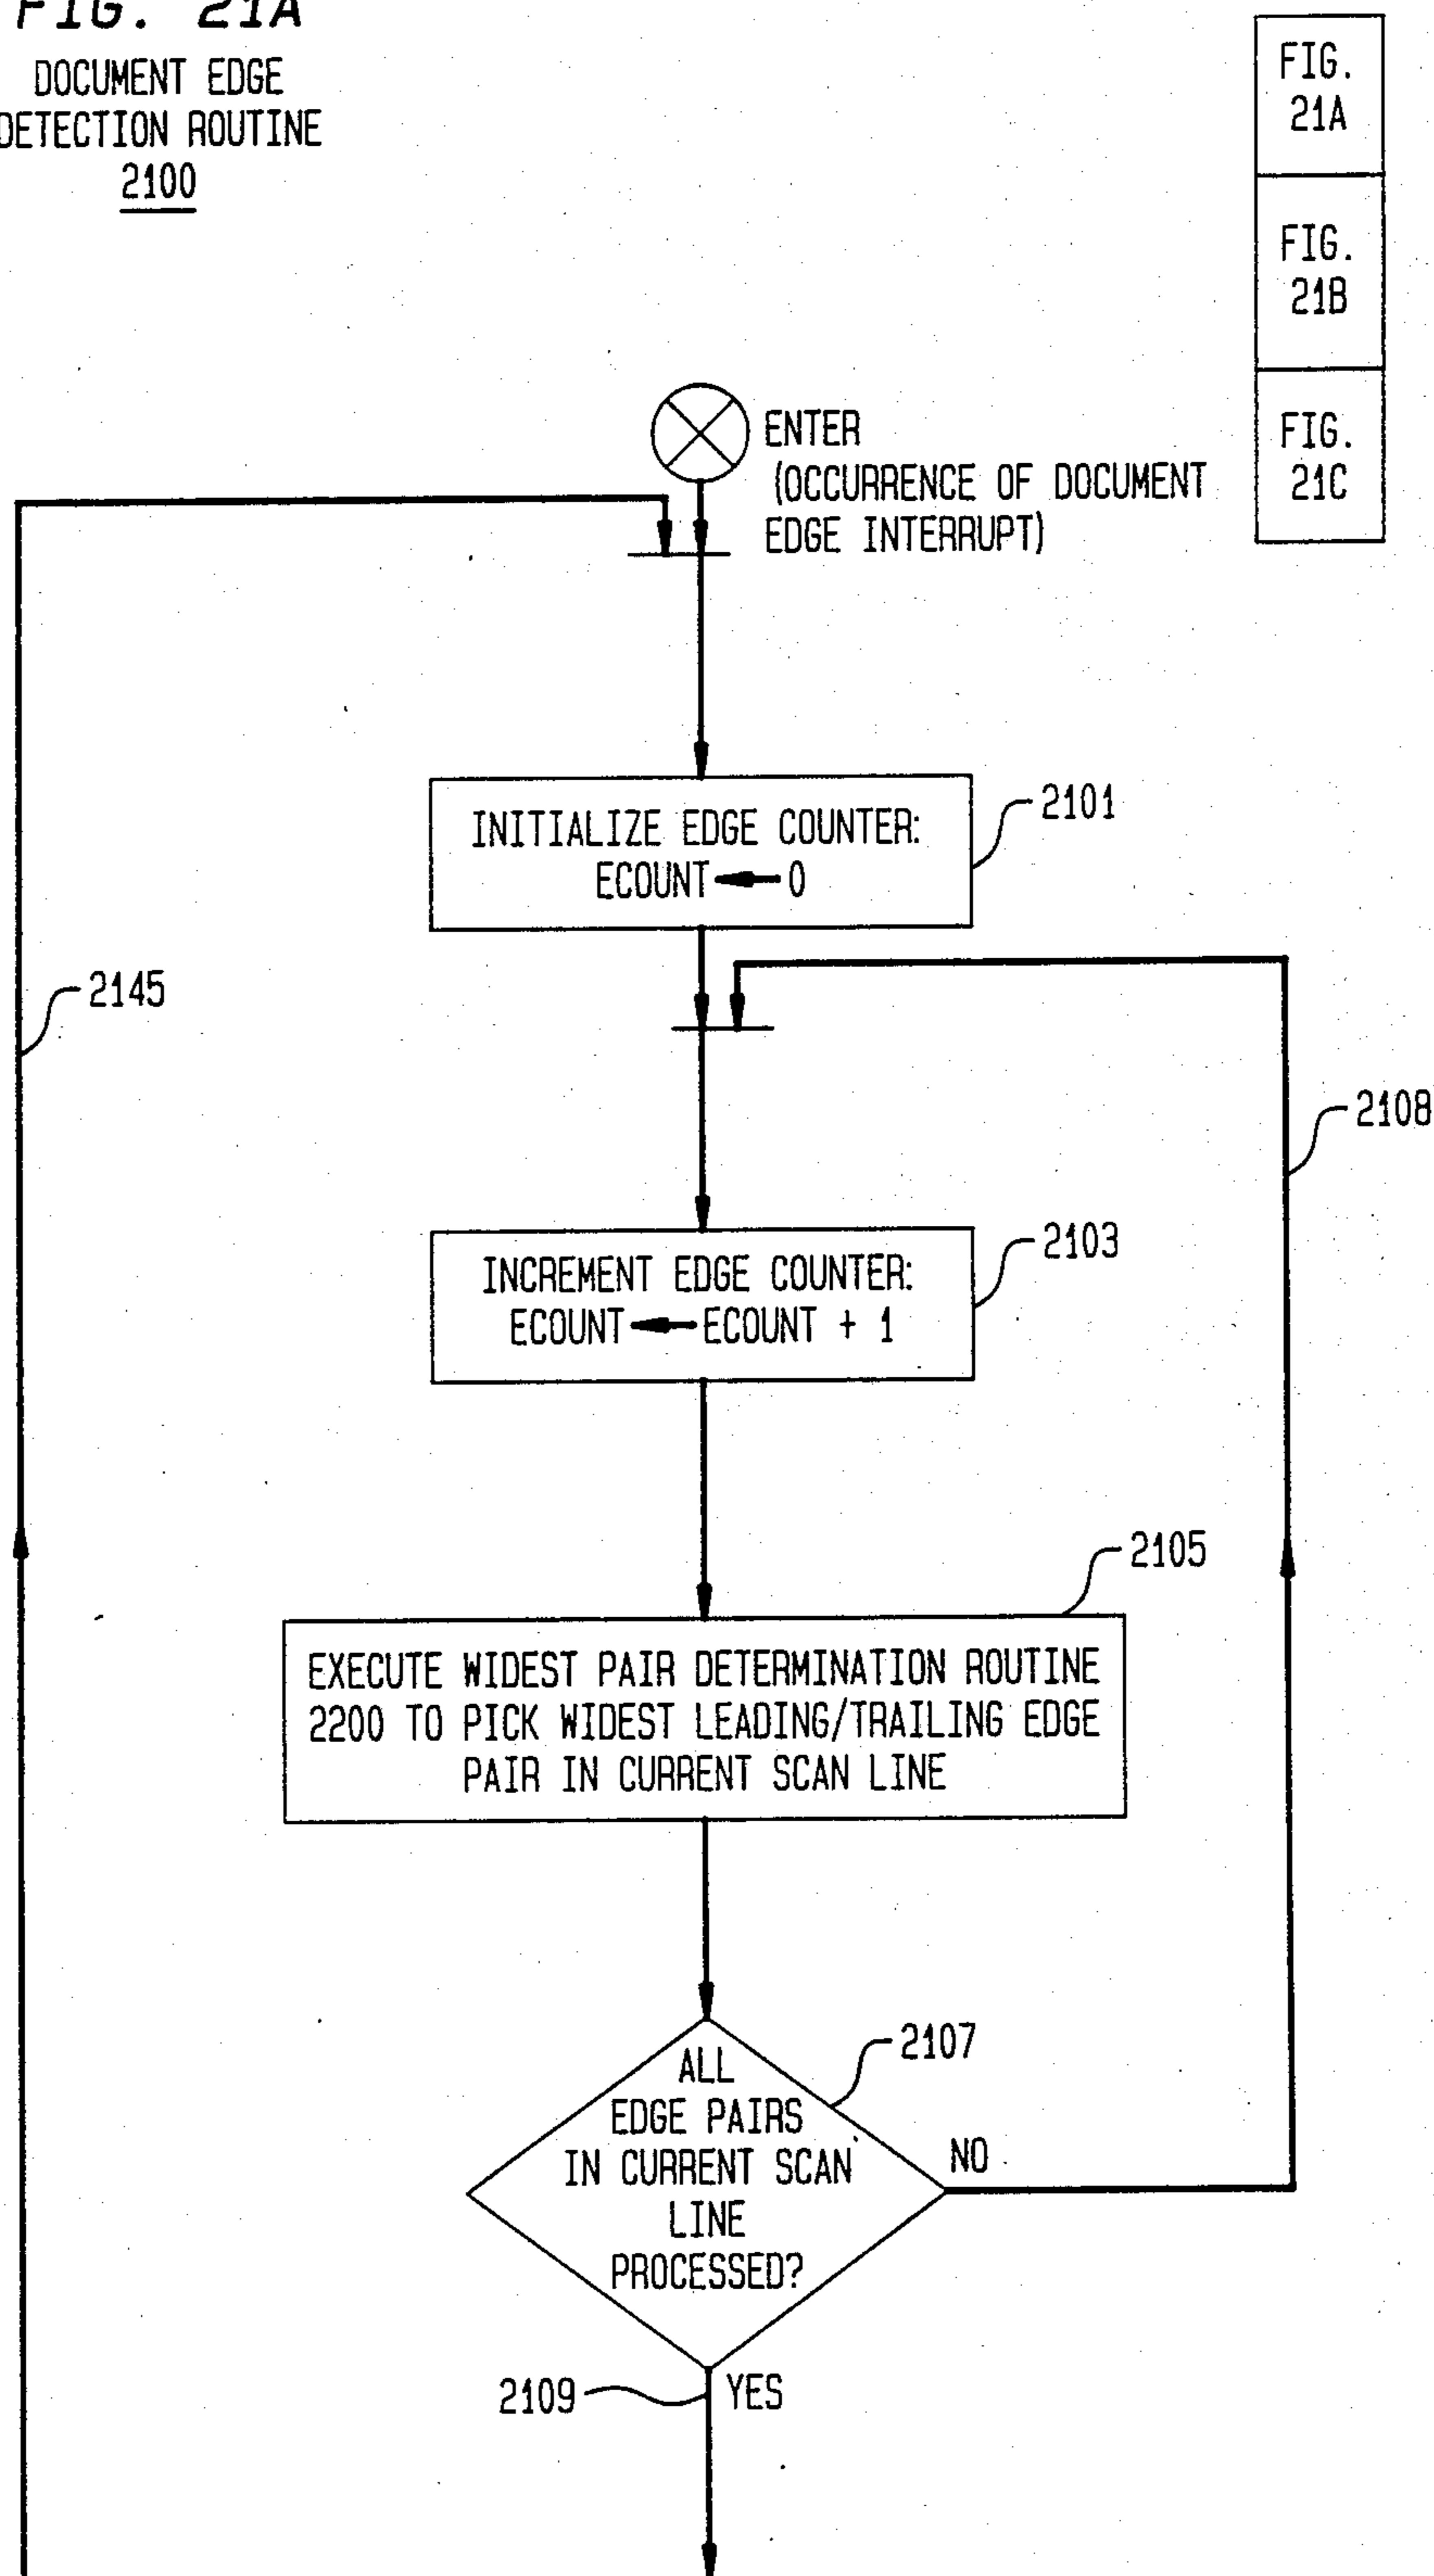 FIG. 21A
DOCUMENT EDGE
DETECTION ROUTINE
2100
FIG.
21A
FIG.
21B
FIG.
21C
ENTER
(OCCURRENCE OF DOCUMENT
EDGE INTERRUPT)
INITIALIZE EDGE COUNTER:
ECOUNT ← 0
2101
2145
2108
INCREMENT EDGE COUNTER:
ECOUNT ← ECOUNT + 1
2103
2105
EXECUTE WIDEST PAIR DETERMINATION ROUTINE
2200 TO PICK WIDEST LEADING/TRAILING EDGE
PAIR IN CURRENT SCAN LINE
2107
ALL
EDGE PAIRS
IN CURRENT SCAN
LINE
PROCESSED?
NO
2109
YES